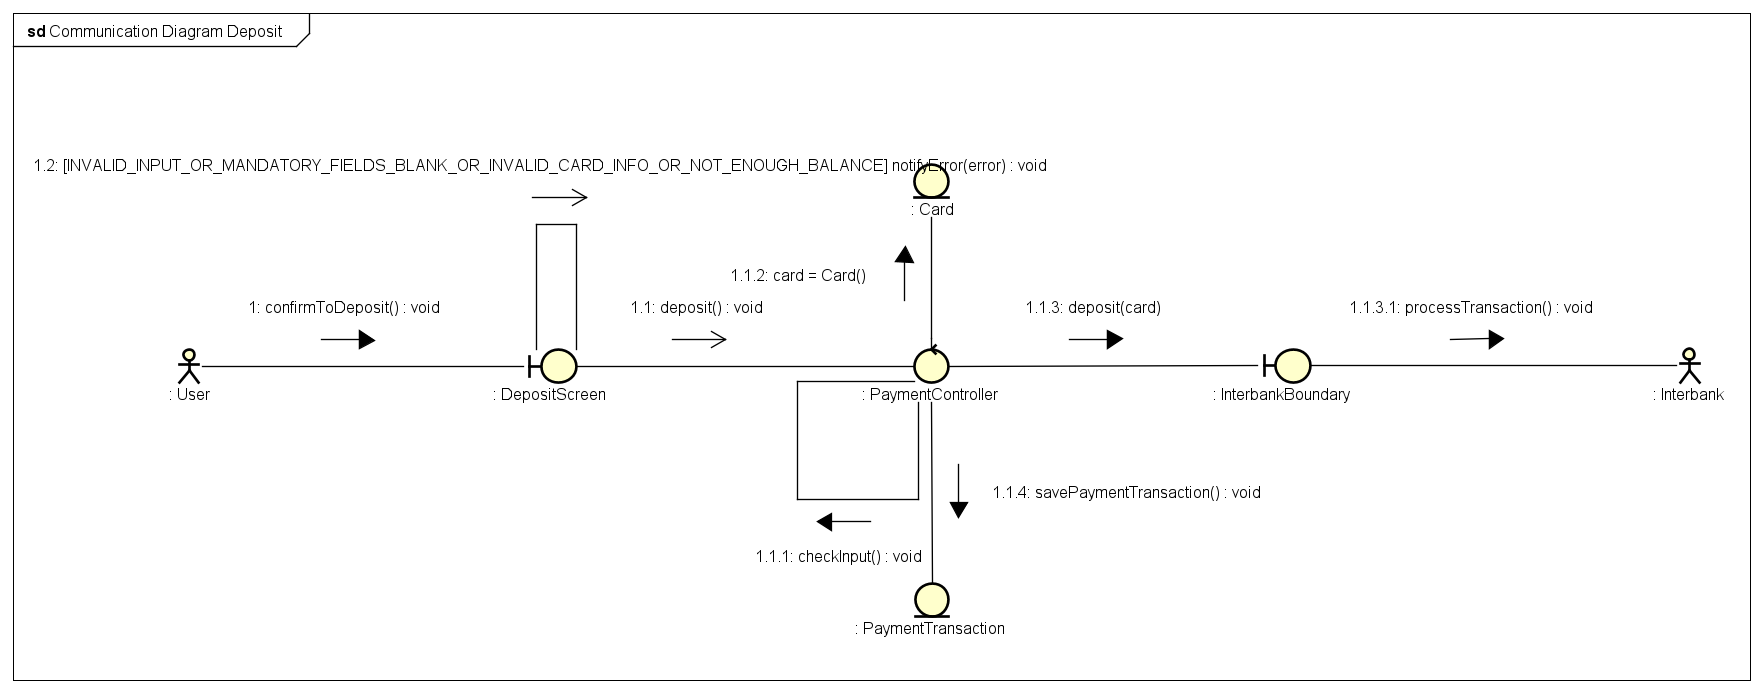 sd Communication Diagram Deposit
1.2: [INVALID_INPUT_OR_MANDATORY_FIELDS_BLANK_OR_INVALID_CARD_INFO_OR_NOT_ENOUGH_BALANCE] notifyError(error) : void
: Card
1.1.2: card = Card()
1: confirmToDeposit() : void
1.1: deposit() : void
1.1.3: deposit(card)
1.1.3.1: processTransaction() : void
: User
: DepositScreen
: PaymentController
: InterbankBoundary
: Interbank
1.1.4: savePaymentTransaction() : void
1.1.1: checkInput() : void
: PaymentTransaction